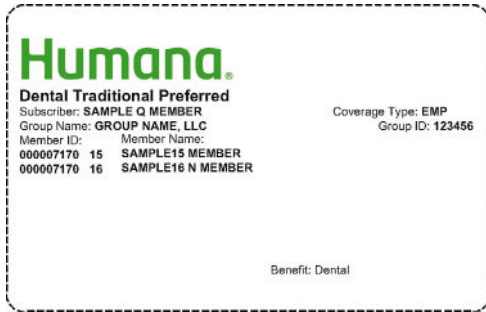 Humana®
Dental Traditional Preferred
Subscriber: SAMPLE Q MEMBER Coverage Type: EMP
Group Name: GROUP NAME, LLC Group ID: 123456
Member ID: Member Name:
000007170 15 SAMPLE15 MEMBER
000007170 16 SAMPLE16 N MEMBER
Benefit: Dental